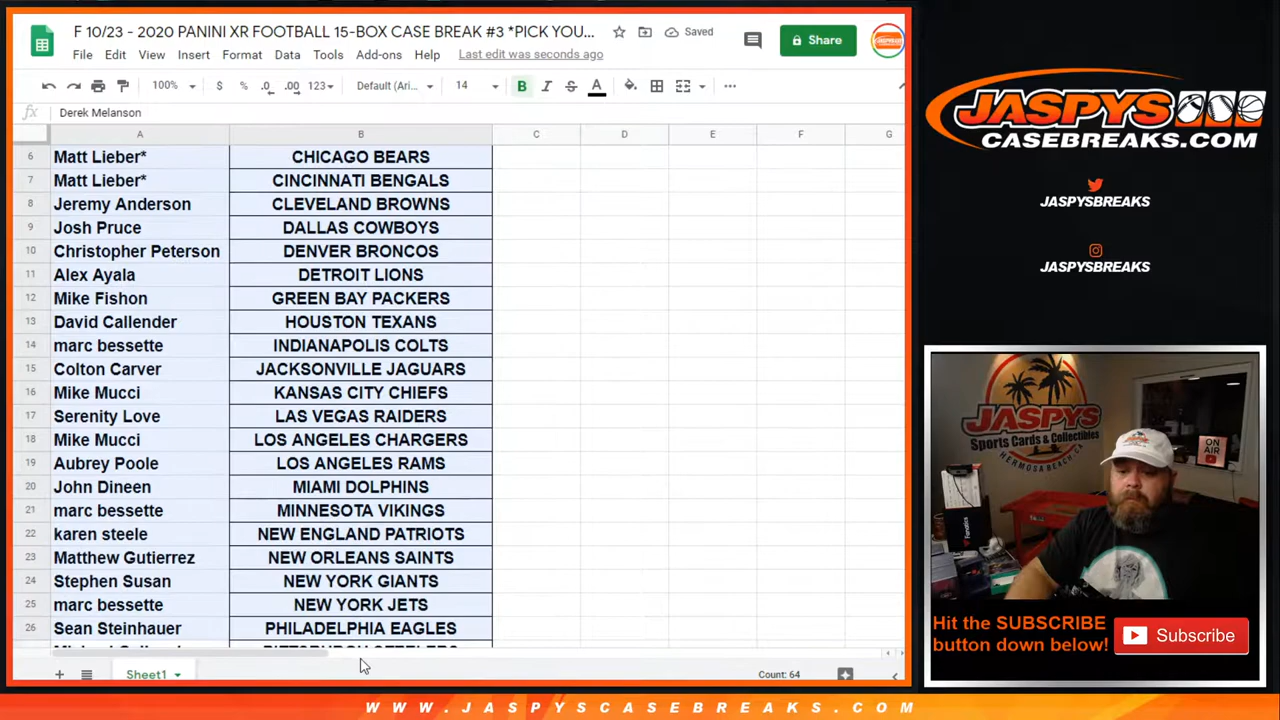 F 10/23 - 2020 PANINI XR FOOTBALL 15-BOX CASE BREAK #3 *PICK YOU...
Saved
Share
File Edit View Insert Format Data Tools Add-ons Help Last edit was seconds ago
100% $ % .0 .00 123 Default (Ari... 14 B I S A
fx Derek Melanson
A B C D E F G
6 Matt Lieber* CHICAGO BEARS
7 Matt Lieber* CINCINNATI BENGALS
8 Jeremy Anderson CLEVELAND BROWNS
9 Josh Pruce DALLAS COWBOYS
10 Christopher Peterson DENVER BRONCOS
11 Alex Ayala DETROIT LIONS
12 Mike Fishon GREEN BAY PACKERS
13 David Callender HOUSTON TEXANS
14 marc bessette INDIANAPOLIS COLTS
15 Colton Carver JACKSONVILLE JAGUARS
16 Mike Mucci KANSAS CITY CHIEFS
17 Serenity Love LAS VEGAS RAIDERS
18 Mike Mucci LOS ANGELES CHARGERS
19 Aubrey Poole LOS ANGELES RAMS
20 John Dineen MIAMI DOLPHINS
21 marc bessette MINNESOTA VIKINGS
22 karen steele NEW ENGLAND PATRIOTS
23 Matthew Gutierrez NEW ORLEANS SAINTS
24 Stephen Susan NEW YORK GIANTS
25 marc bessette NEW YORK JETS
26 Sean Steinhauer PHILADELPHIA EAGLES
PITTSBURGH STEELERS
Sheet1
Count: 64
JASPYS
CASEBREAKS.COM
JASPYSBREAKS
JASPYSBREAKS
JASPYS
Sports Cards & Collectibles
HERMOSA BEACH, CA
ON AIR
Fanatics
Hit the SUBSCRIBE
button down below!
Subscribe
WWW.JASPYSCASEBREAKS.COM